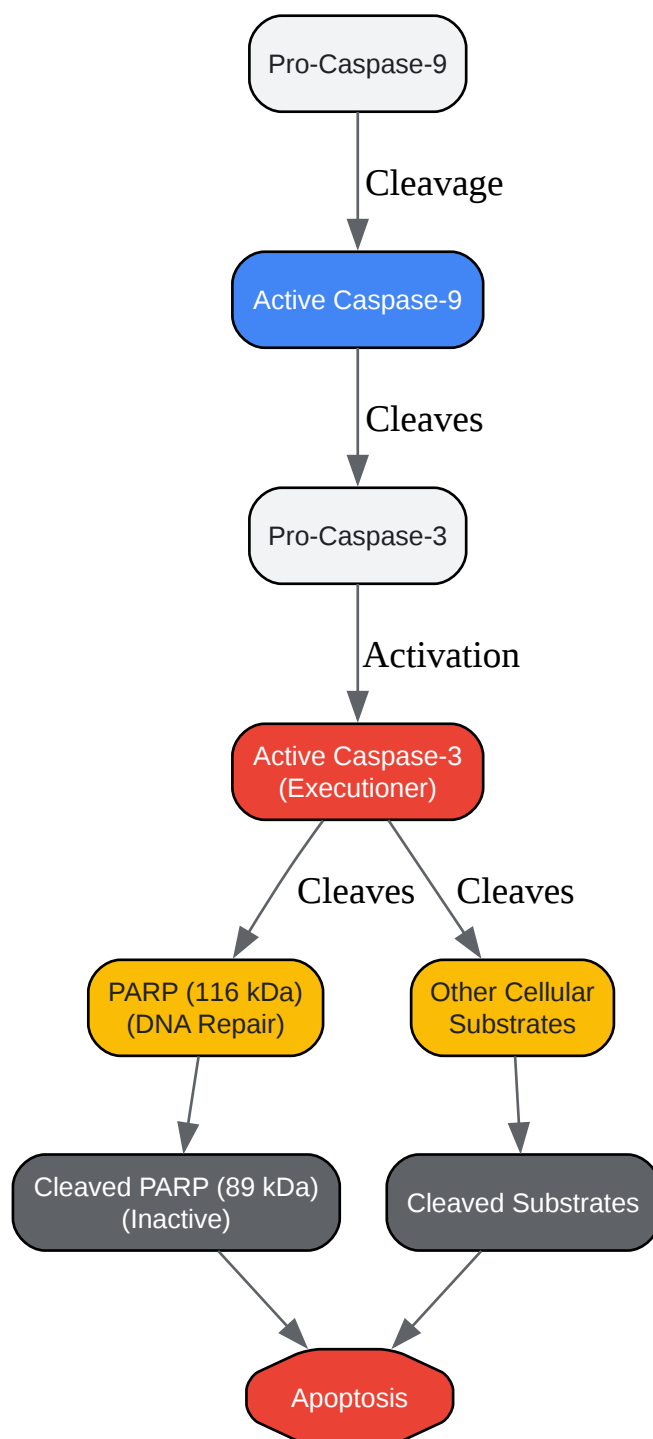 Pro-Caspase-9
Cleavage
Active Caspase-9
Cleaves
Pro-Caspase-3
Activation
Active Caspase-3
(Executioner)
Cleaves
Cleaves
PARP (116 kDa)
(DNA Repair)
Other Cellular
Substrates
Cleaved PARP (89 kDa)
(Inactive)
Cleaved Substrates
Apoptosis